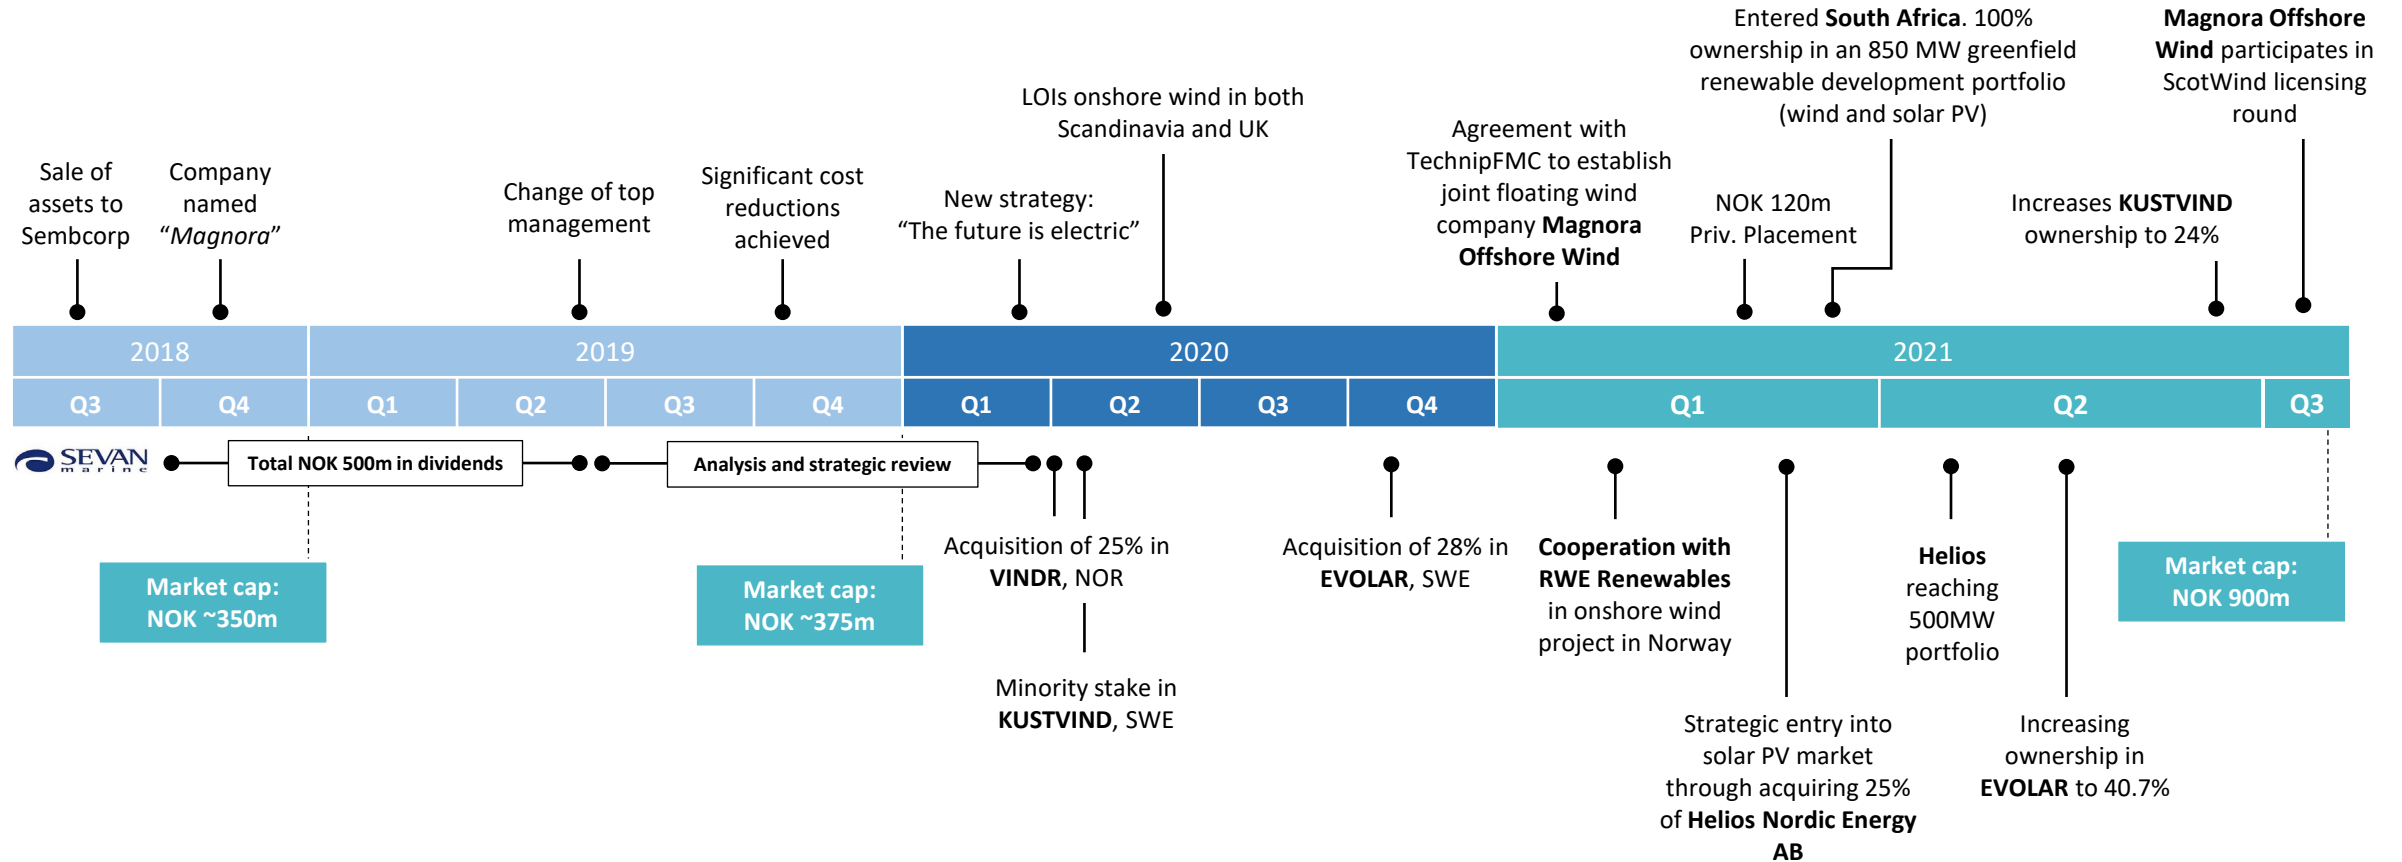 Sale of
assets to
Sembcorp
Company
named
“Magnora”
Change of top
management
Significant cost
reductions
achieved
New strategy:
“The future is electric”
LOIs onshore wind in both
Scandinavia and UK
Agreement with
TechnipFMC to establish
joint floating wind
company Magnora
Offshore Wind
NOK 120m
Priv. Placement
Entered South Africa. 100%
ownership in an 850 MW greenfield
renewable development portfolio
(wind and solar PV)
Increases KUSTVIND
ownership to 24%
Magnora Offshore
Wind participates in
ScotWind licensing
round
2018
2019
2020
2021
Q3
Q4
Q1
Q2
Q3
Q4
Q1
Q2
Q3
Q4
Q1
Q2
Q3
SEVAN
marine
Total NOK 500m in dividends
Analysis and strategic review
Market cap:
NOK ~350m
Market cap:
NOK ~375m
Acquisition of 25% in
VINDR, NOR
Minority stake in
KUSTVIND, SWE
Acquisition of 28% in
EVOLAR, SWE
Cooperation with
RWE Renewables
in onshore wind
project in Norway
Strategic entry into
solar PV market
through acquiring 25%
of Helios Nordic Energy
AB
Helios
reaching
500MW
portfolio
Increasing
ownership in
EVOLAR to 40.7%
Market cap:
NOK 900m